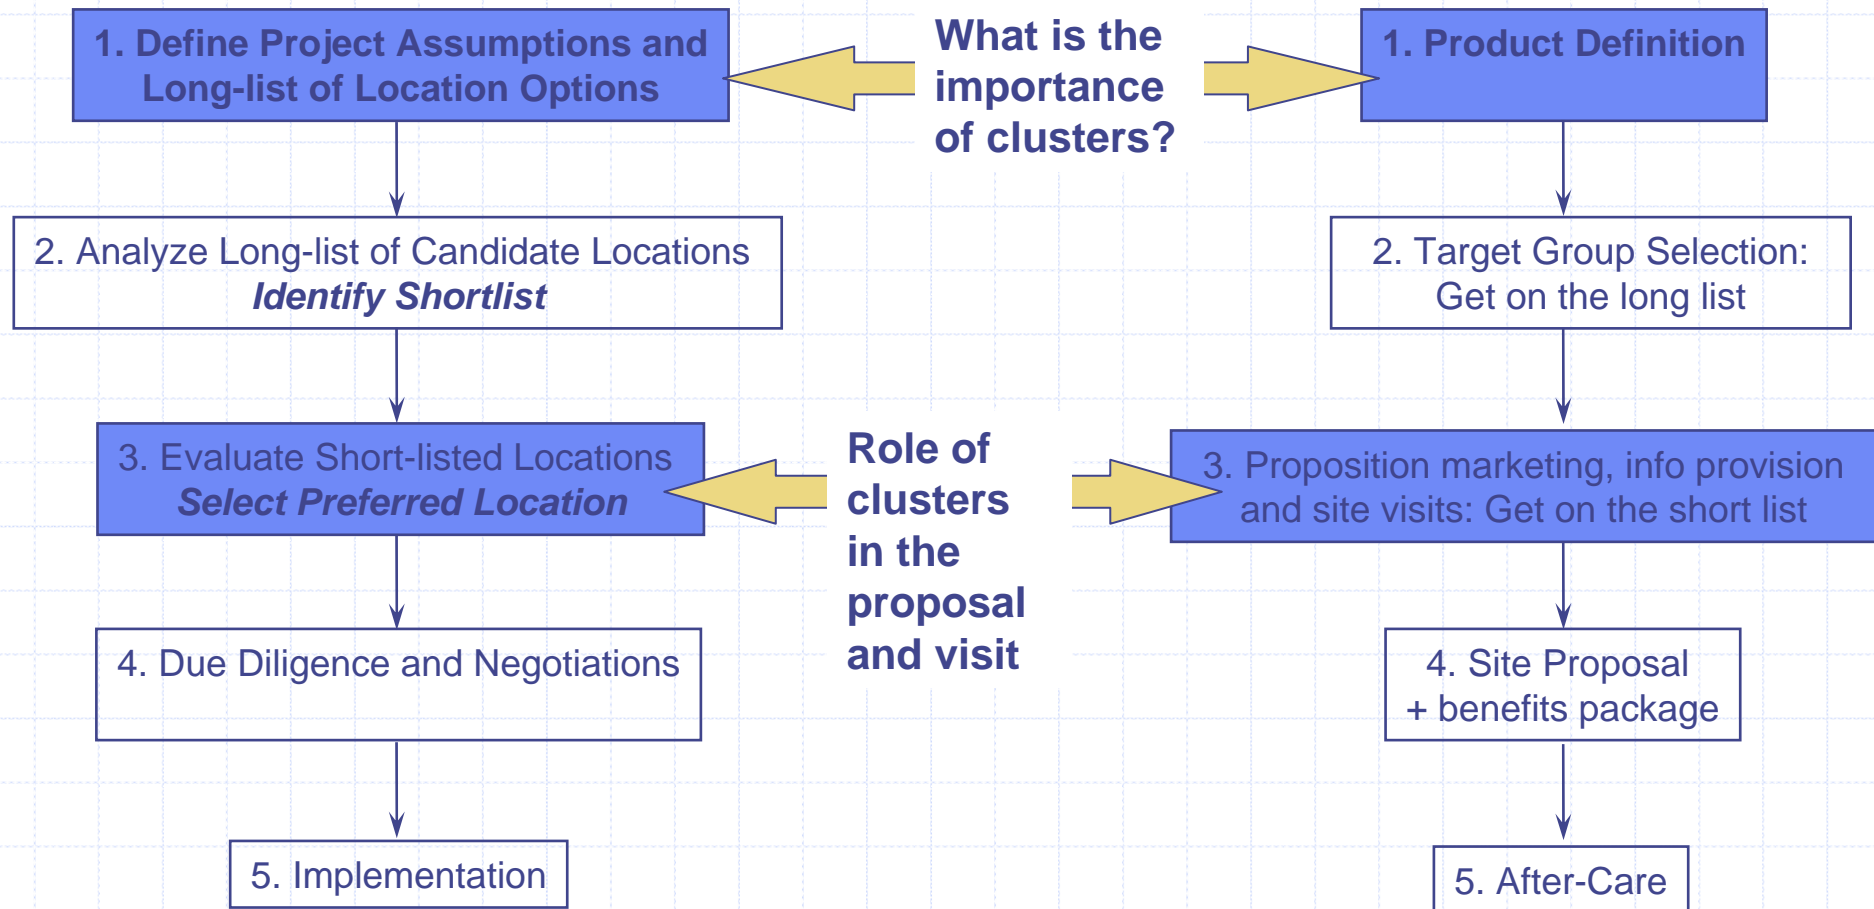 1. Define Project Assumptions and
Long-list of Location Options
What is the
importance
of clusters?
1. Product Definition
2. Analyze Long-list of Candidate Locations
Identify Shortlist
2. Target Group Selection:
Get on the long list
3. Evaluate Short-listed Locations
Select Preferred Location
Role of
clusters
in the
proposal
and visit
3. Proposition marketing, info provision
and site visits: Get on the short list
4. Due Diligence and Negotiations
4. Site Proposal
+ benefits package
5. Implementation
5. After-Care